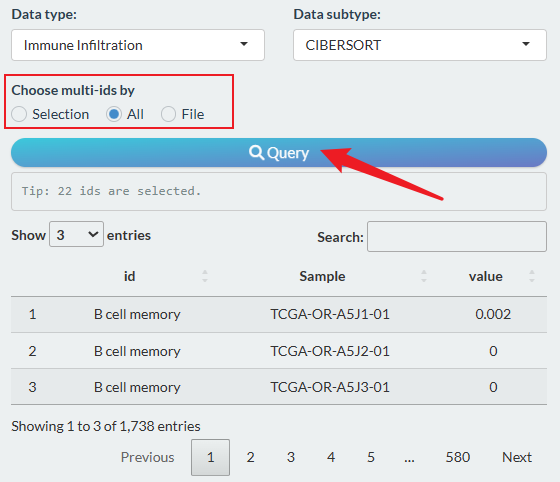 Data type: Data subtype:
Immune Infiltration CIBERSORT
Choose multi-ids by
Selection All File
Query
Tip: 22 ids are selected.
Show 3 entries Search:
id Sample value
1 B cell memory TCGA-OR-A5J1-01 0.002
2 B cell memory TCGA-OR-A5J2-01 0
3 B cell memory TCGA-OR-A5J3-01 0
Showing 1 to 3 of 1,738 entries
Previous 1 2 3 4 5 ... 580 Next